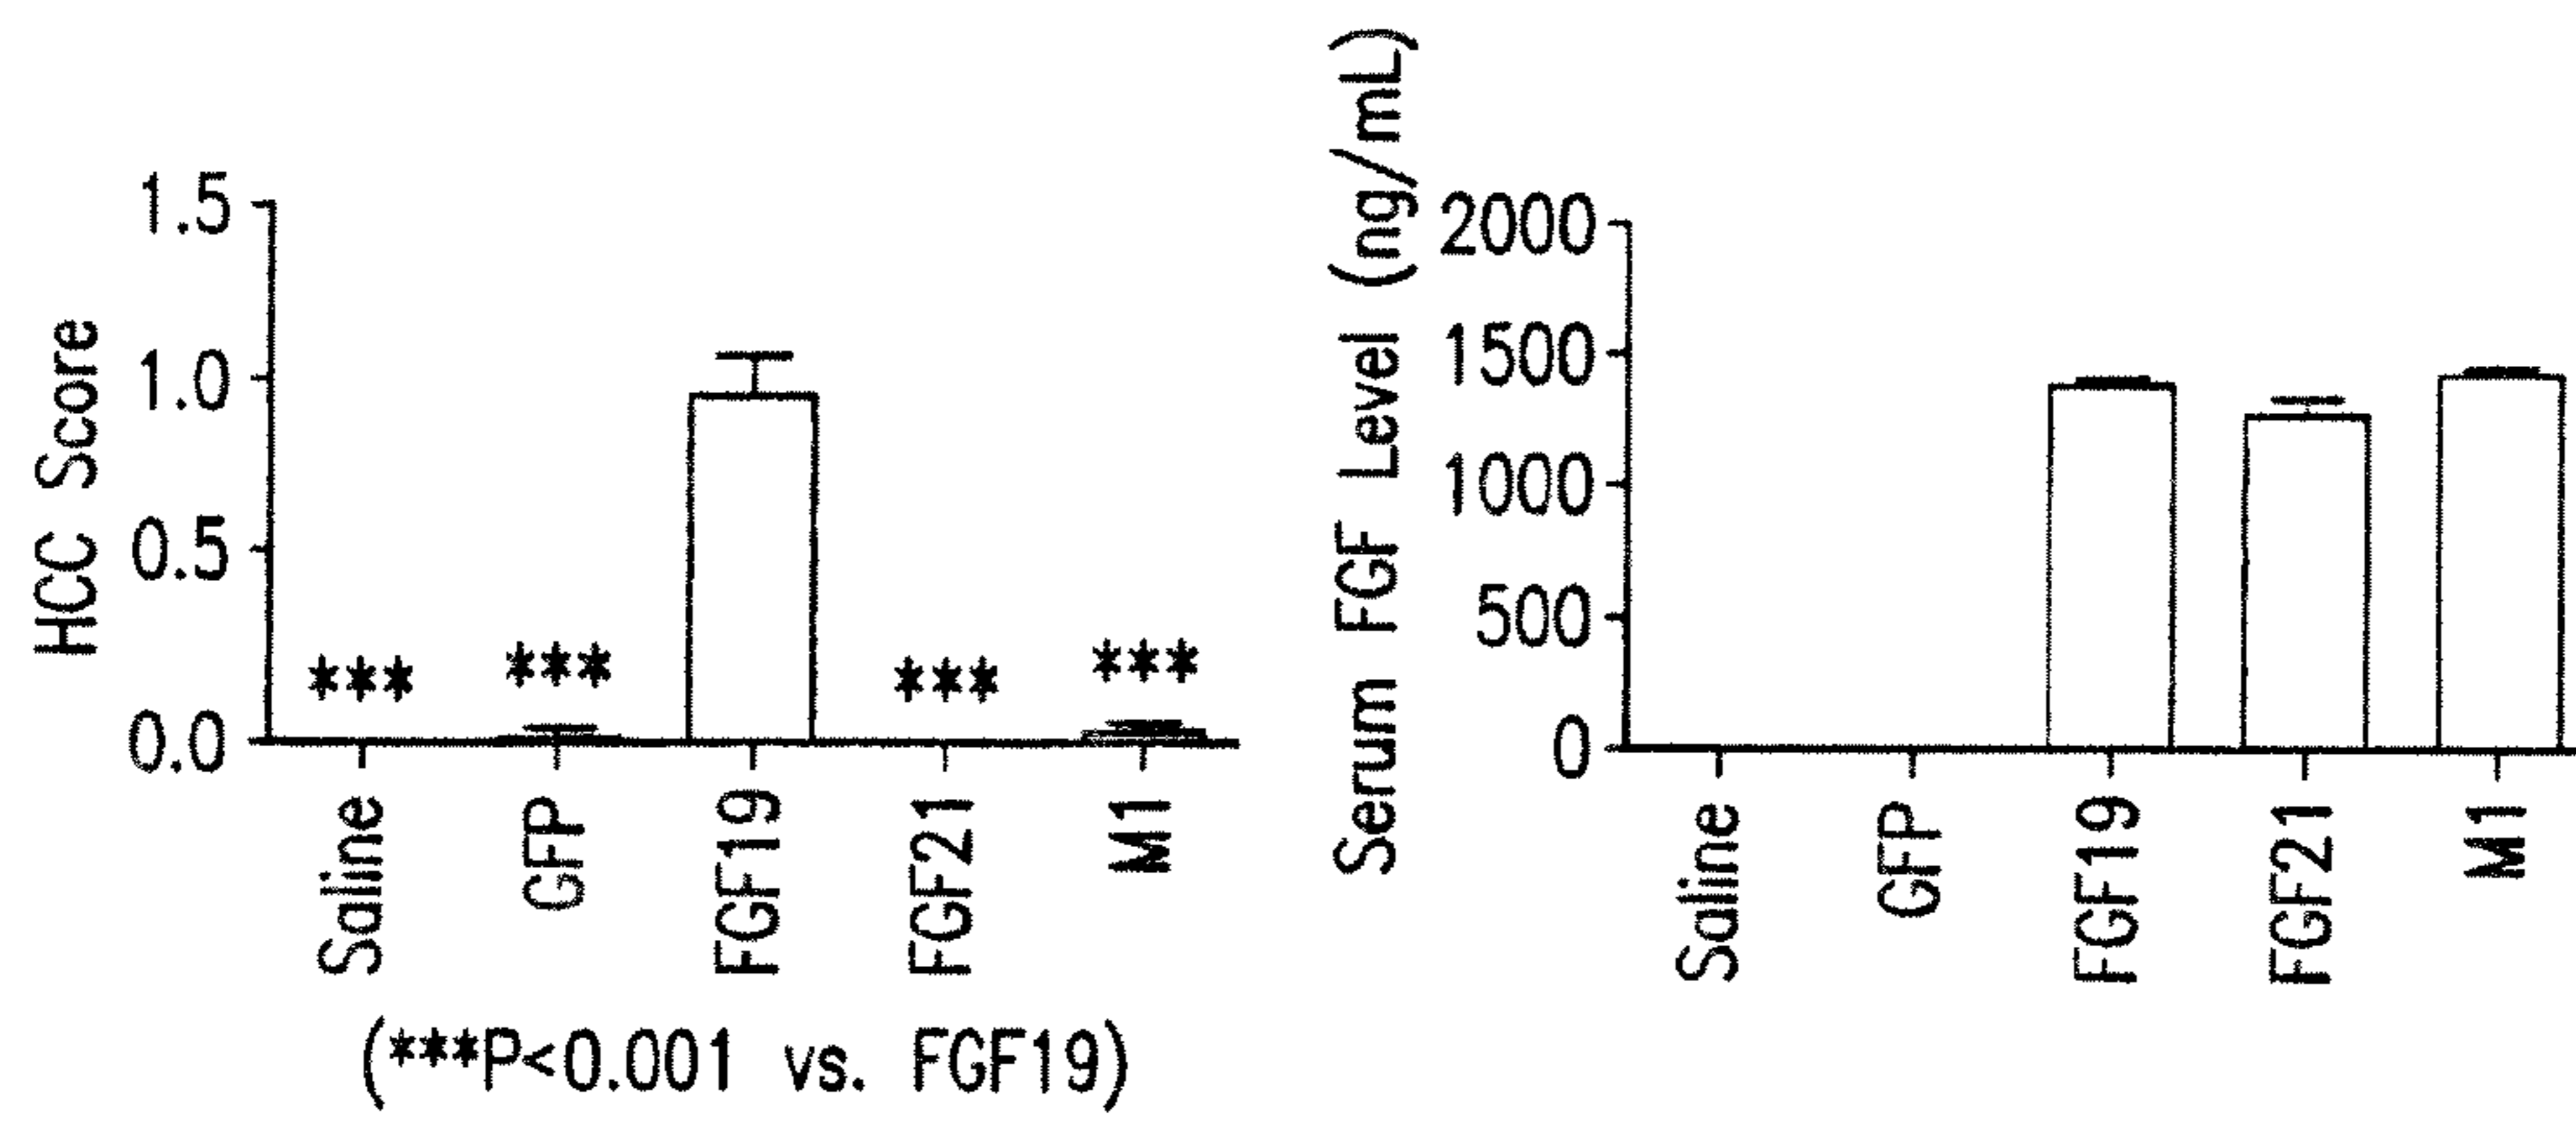 HCC Score
1.5
1.0
0.5
0.0
***
***
***
***
Saline
GFP
FGF19
FGF21
M1
(***P<0.001 vs. FGF19)
Serum FGF Level (ng/mL)
2000
1500
1000
500
0
Saline
GFP
FGF19
FGF21
M1